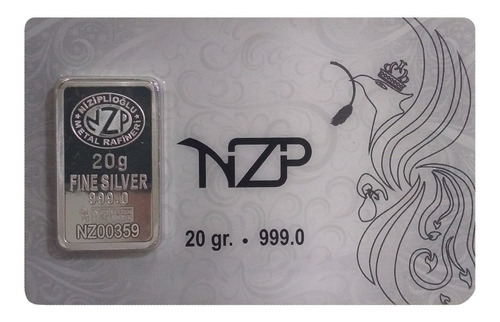 NİZİPLİOĞLU
NZP
METAL RAFİNERİ
20g
FINE SILVER
999.0
NZ00359
NZP
20 gr. • 999.0